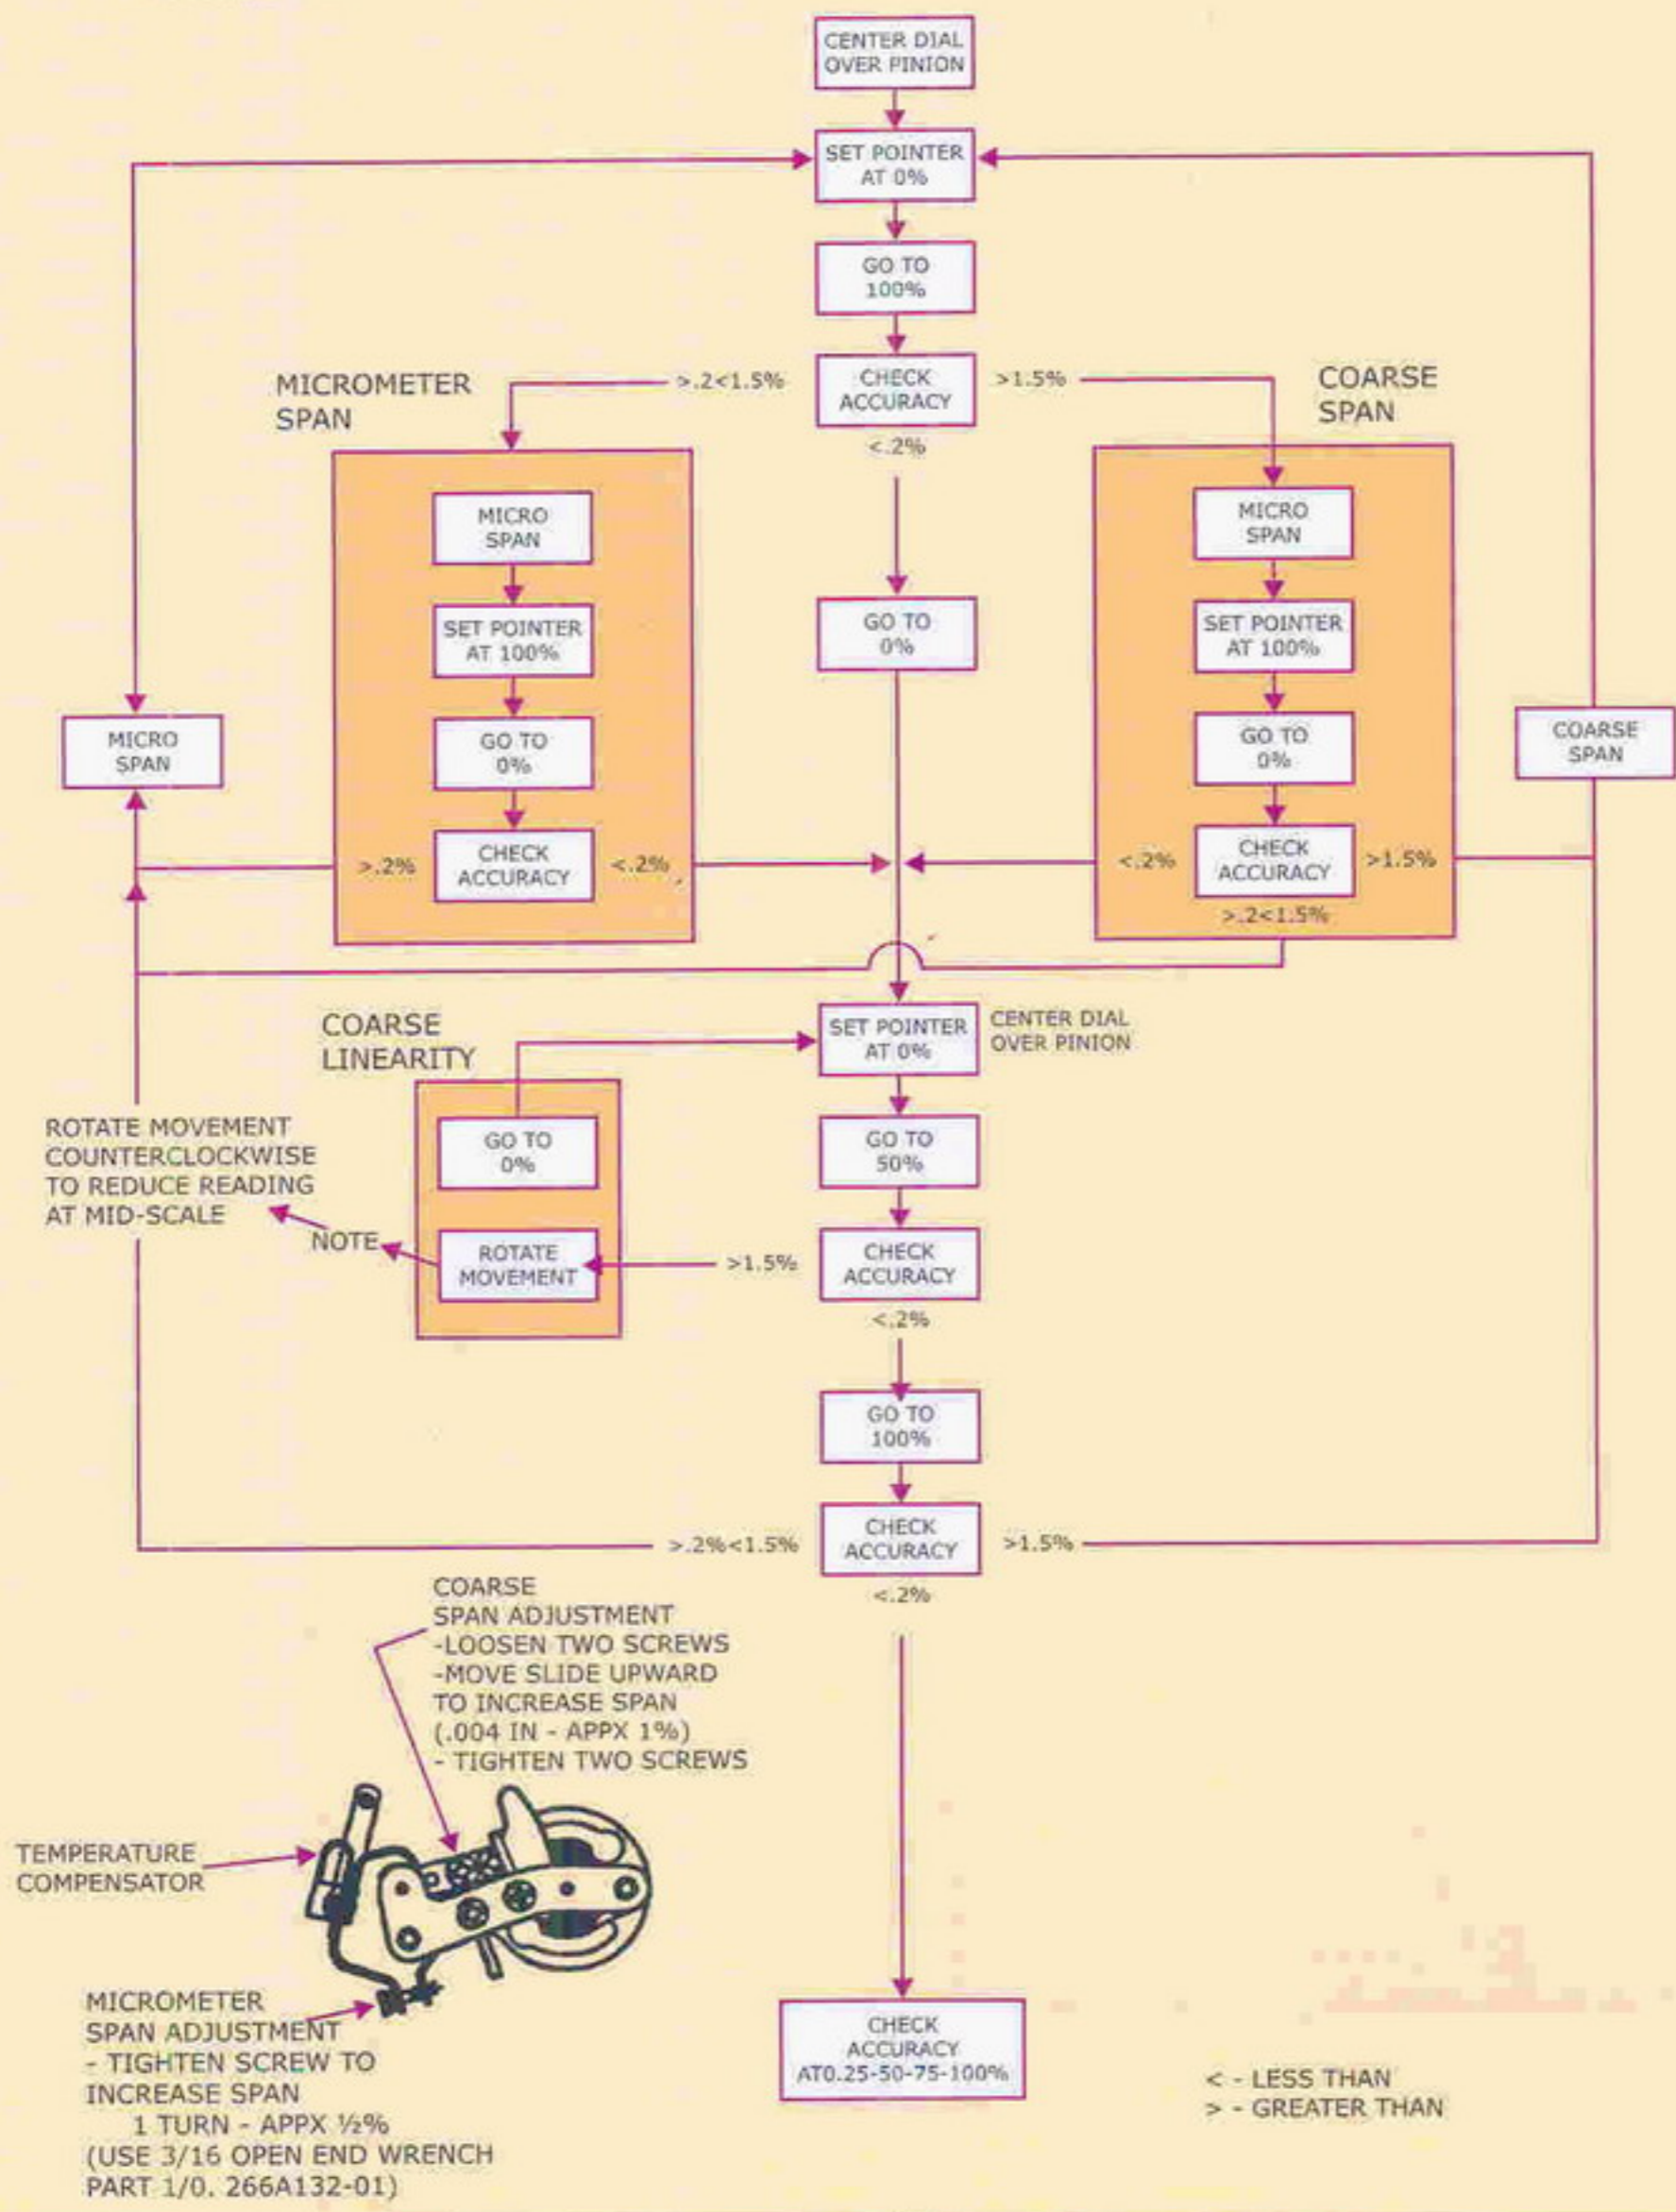 CENTER DIAL
OVER PINION
SET POINTER
AT 0%
GO TO
100%
CHECK
ACCURACY
>.2<1.5%
>1.5%
<.2%
MICROMETER
SPAN
MICRO
SPAN
SET POINTER
AT 100%
GO TO
0%
CHECK
ACCURACY
>.2%
<.2%
MICRO
SPAN
GO TO
0%
COARSE
SPAN
MICRO
SPAN
SET POINTER
AT 100%
GO TO
0%
CHECK
ACCURACY
<.2%
>1.5%
>.2<1.5%
COARSE
SPAN
SET POINTER
AT 0%
CENTER DIAL
OVER PINION
GO TO
50%
CHECK
ACCURACY
>1.5%
<.2%
COARSE
LINEARITY
GO TO
0%
ROTATE
MOVEMENT
NOTE
ROTATE MOVEMENT
COUNTERCLOCKWISE
TO REDUCE READING
AT MID-SCALE
GO TO
100%
CHECK
ACCURACY
>.2%<1.5%
>1.5%
<.2%
COARSE
SPAN ADJUSTMENT
-LOOSEN TWO SCREWS
-MOVE SLIDE UPWARD
TO INCREASE SPAN
(.004 IN - APPX 1%)
- TIGHTEN TWO SCREWS
TEMPERATURE
COMPENSATOR
MICROMETER
SPAN ADJUSTMENT
- TIGHTEN SCREW TO
INCREASE SPAN
1 TURN - APPX ½%
(USE 3/16 OPEN END WRENCH
PART 1/0. 266A132-01)
CHECK
ACCURACY
AT0.25-50-75-100%
< - LESS THAN
> - GREATER THAN